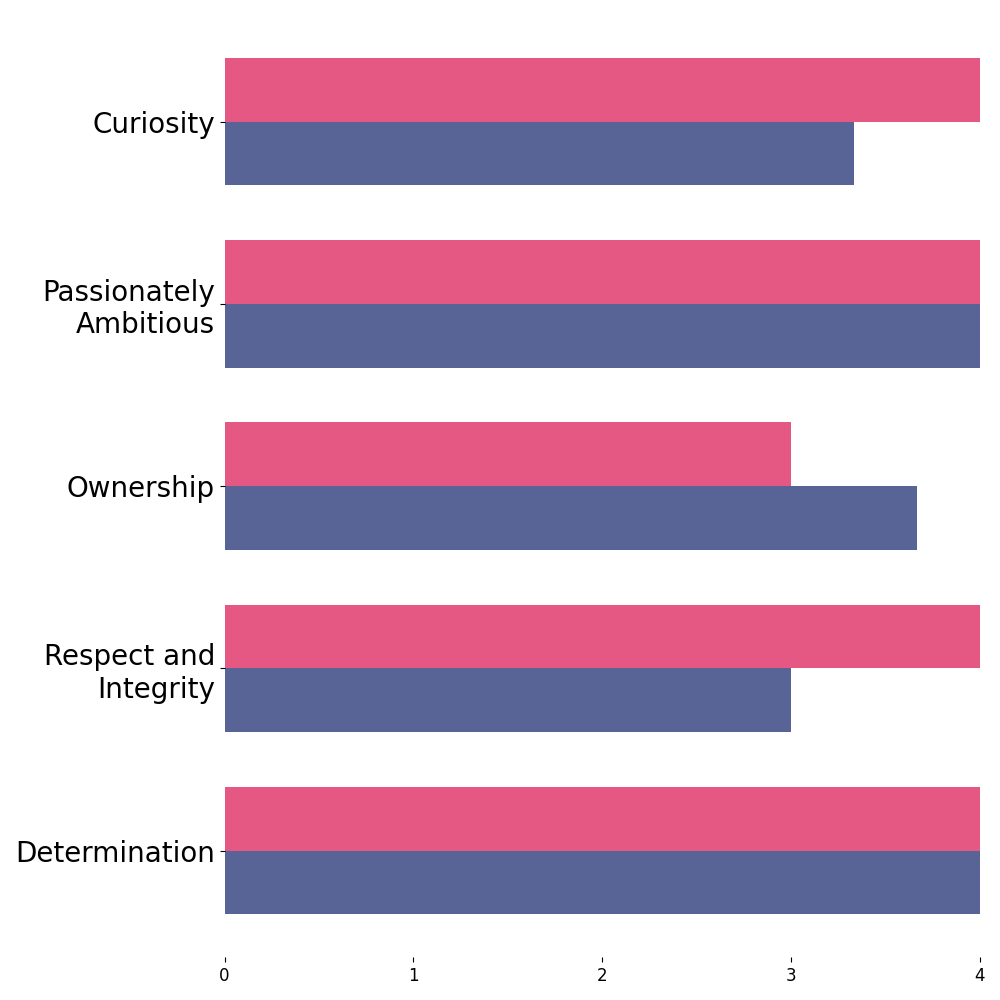 Curiosity
Passionately
Ambitious
Ownership
Respect and
Integrity
Determination
0 1 2 3 4